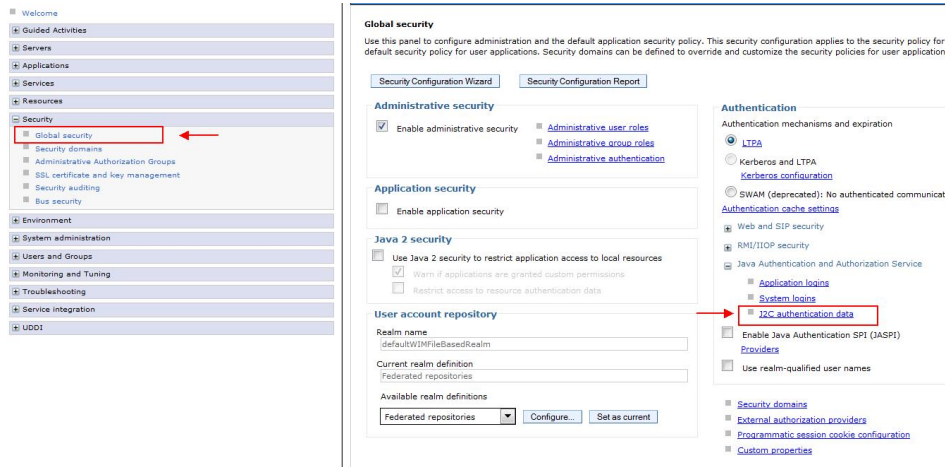 Welcome
Guided Activities
Servers
Applications
Services
Resources
Security
Global security
Security domains
Administrative Authorization Groups
SSL certificate and key management
Security auditing
Bus security
Environment
System administration
Users and Groups
Monitoring and Tuning
Troubleshooting
Service integration
UDDI
Global security
Use this panel to configure administration and the default application security policy. This security configuration applies to the security policy for
default security policy for user applications. Security domains can be defined to override and customize the security policies for user application
Security Configuration Wizard
Security Configuration Report
Administrative security
Enable administrative security
Administrative user roles
Administrative group roles
Administrative authentication
Application security
Enable application security
Java 2 security
Use Java 2 security to restrict application access to local resources
Warn if applications are granted custom permissions
Restrict access to resource authentication data
User account repository
Realm name
defaultWIMFileBasedRealm
Current realm definition
Federated repositories
Available realm definitions
Federated repositories
Configure...
Set as current
Authentication
Authentication mechanisms and expiration
LTPA
Kerberos and LTPA
Kerberos configuration
SWAM (deprecated): No authenticated communicat
Authentication cache settings
Web and SIP security
RMI/IIOP security
Java Authentication and Authorization Service
Application logins
System logins
J2C authentication data
Enable Java Authentication SPI (JASPI)
Providers
Use realm-qualified user names
Security domains
External authorization providers
Programmatic session cookie configuration
Custom properties